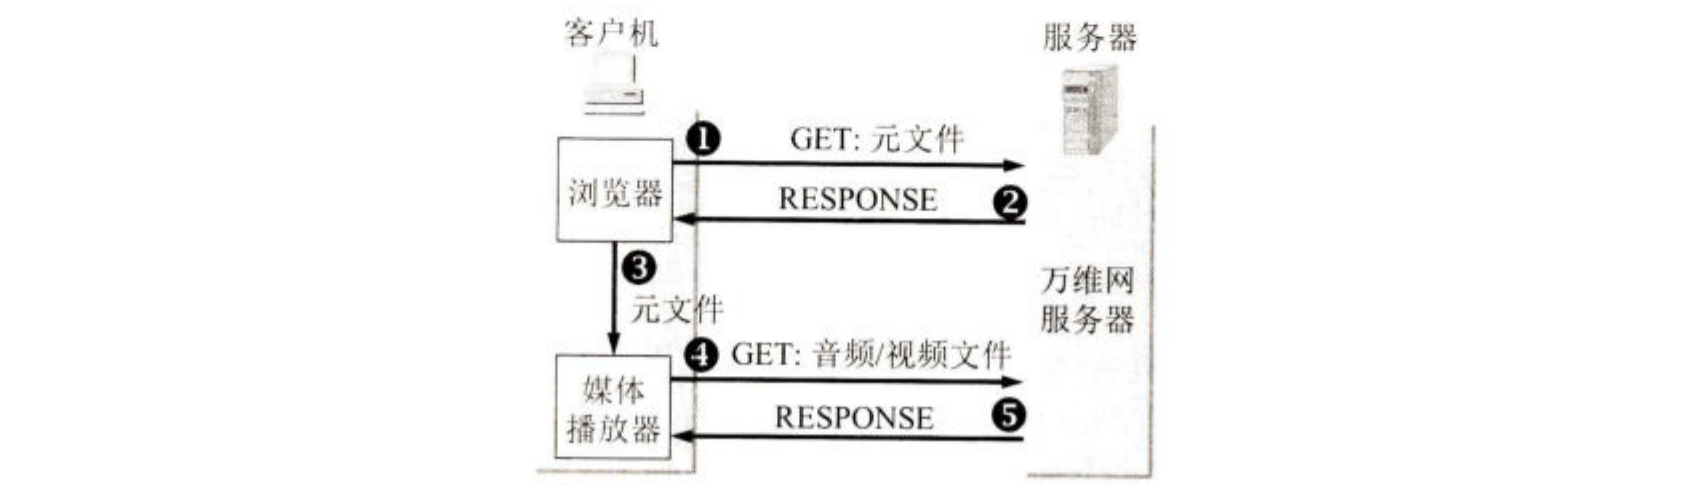 客户机
服务器
❶ GET: 元文件
浏览器
RESPONSE ❷
❸
元文件
万维网
服务器
❹ GET: 音频/视频文件
媒体
播放器
RESPONSE ❺